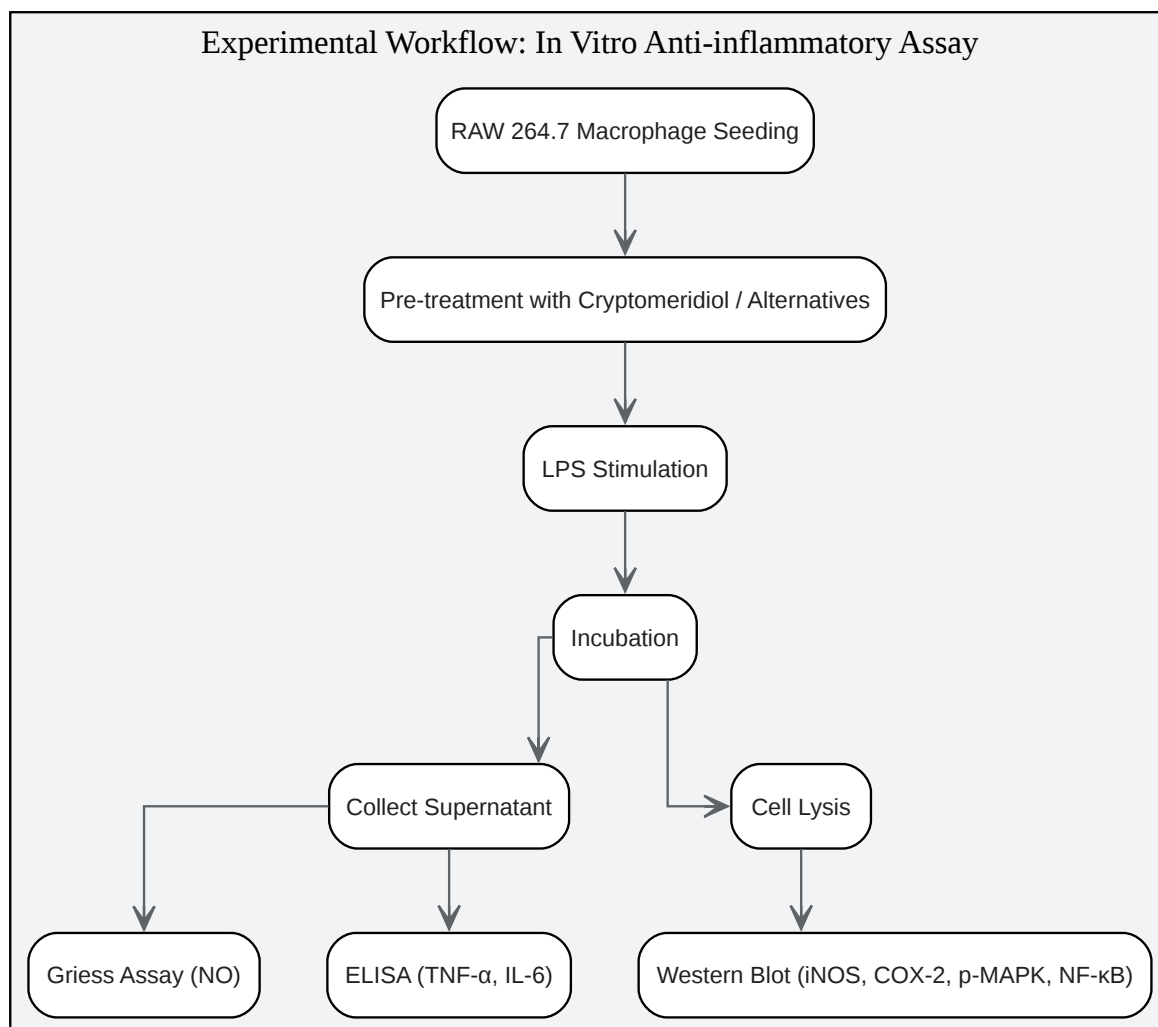 Experimental Workflow: In Vitro Anti-inflammatory Assay
RAW 264.7 Macrophage Seeding
Pre-treatment with Cryptomeridiol / Alternatives
LPS Stimulation
Incubation
Collect Supernatant
Cell Lysis
Griess Assay (NO)
ELISA (TNF-α, IL-6)
Western Blot (iNOS, COX-2, p-MAPK, NF-κB)